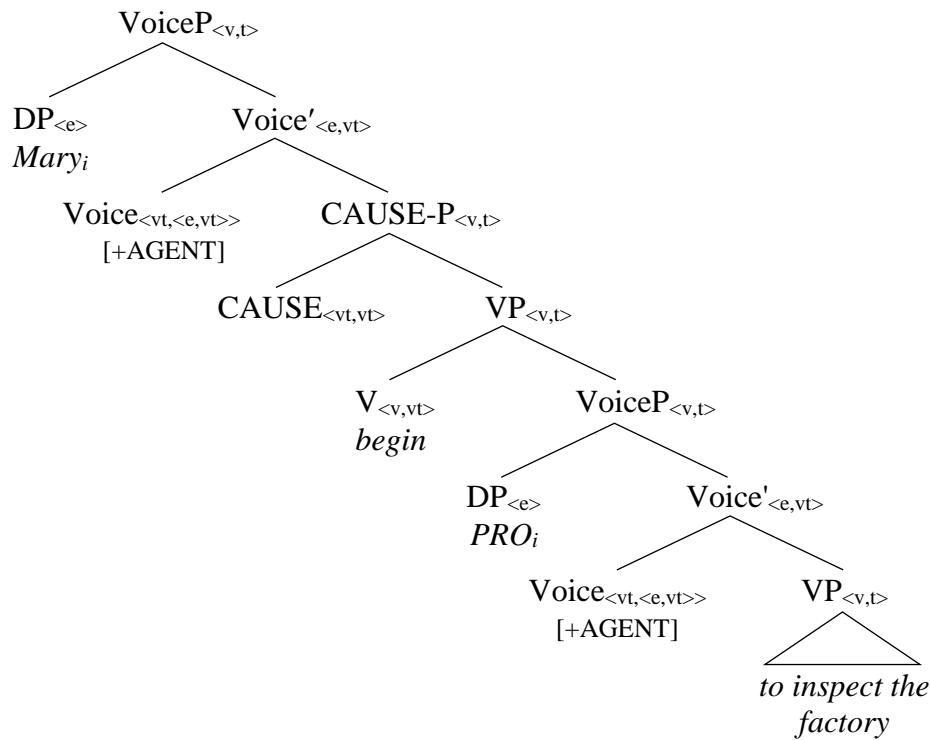 VoiceP<v,t>
DP<e> Voice′<e,vt>
Maryi
Voice<vt,<e,vt>> CAUSE-P<v,t>
[+AGENT]
CAUSE<vt,vt> VP<v,t>
V<v,vt> VoiceP<v,t>
begin
DP<e> Voice'<e,vt>
PROi
Voice<vt,<e,vt>> VP<v,t>
[+AGENT]
to inspect the
factory